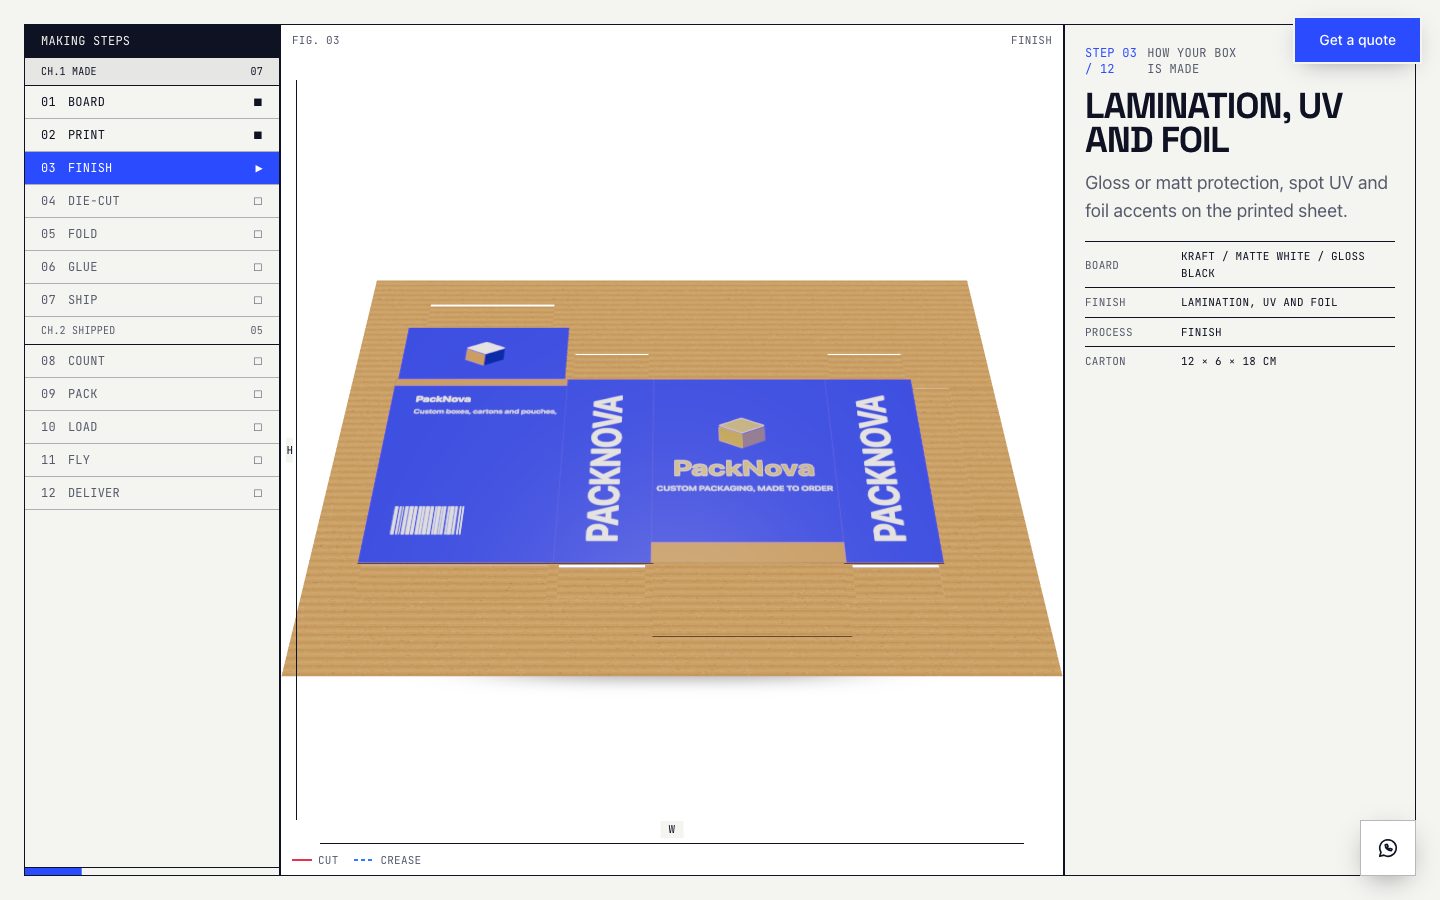 MAKING STEPS
CH.1 MADE 07
01 BOARD
02 PRINT
03 FINISH
04 DIE-CUT
05 FOLD
06 GLUE
07 SHIP
CH.2 SHIPPED 05
08 COUNT
09 PACK
10 LOAD
11 FLY
12 DELIVER
FIG. 03
FINISH
H
PackNova
Custom boxes, cartons and pouches,
PACKNOVA
PackNova
CUSTOM PACKAGING, MADE TO ORDER
PACKNOVA
W
CUT
CREASE
Get a quote
STEP 03 HOW YOUR BOX
/ 12 IS MADE
LAMINATION, UV
AND FOIL
Gloss or matt protection, spot UV and
foil accents on the printed sheet.
BOARD KRAFT / MATTE WHITE / GLOSS
BLACK
FINISH LAMINATION, UV AND FOIL
PROCESS FINISH
CARTON 12 × 6 × 18 CM